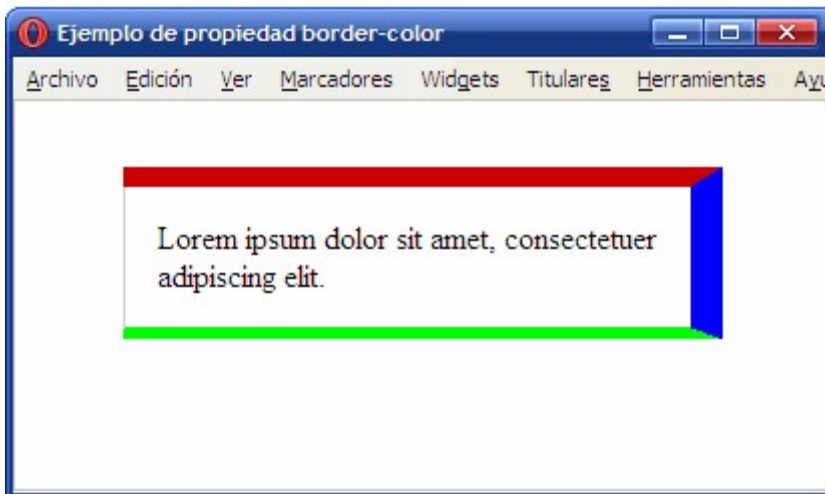 Ejemplo de propiedad border-color
Archivo Edición Ver Marcadores Widgets Titulares Herramientas Ayu
Lorem ipsum dolor sit amet, consectetuer
adipiscing elit.